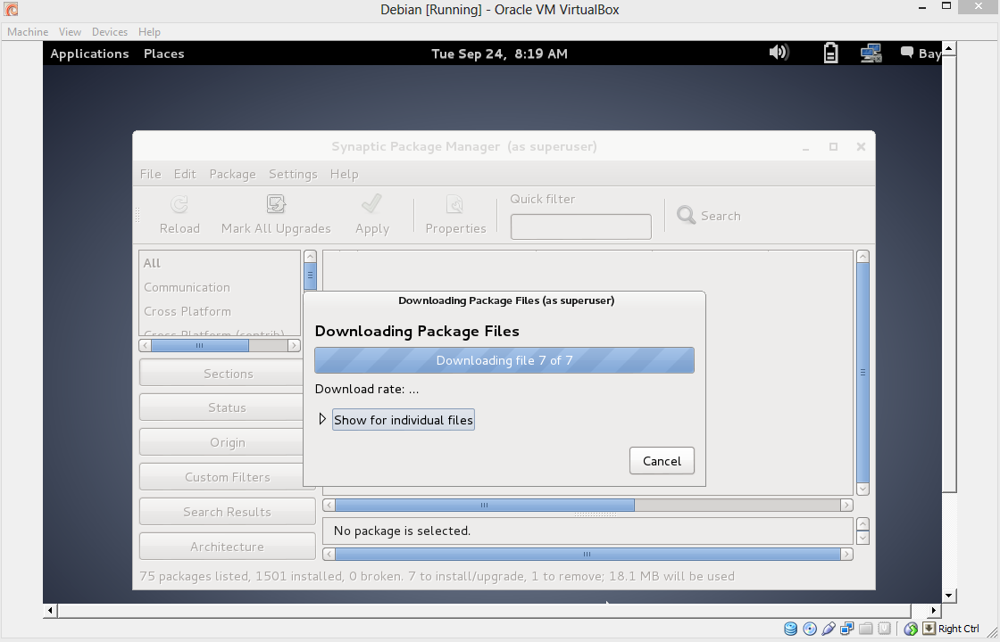 Debian [Running] - Oracle VM VirtualBox
Machine View Devices Help
Applications Places Tue Sep 24, 8:19 AM Bay
Synaptic Package Manager (as superuser)
File Edit Package Settings Help
Reload Mark All Upgrades Apply Properties Quick filter Search
All
Communication
Cross Platform
Cross Platform (contrib)
Sections
Status
Origin
Custom Filters
Search Results
Architecture
Downloading Package Files (as superuser)
Downloading Package Files
Downloading file 7 of 7
Download rate: ...
Show for individual files
Cancel
No package is selected.
75 packages listed, 1501 installed, 0 broken. 7 to install/upgrade, 1 to remove; 18.1 MB will be used
Right Ctrl